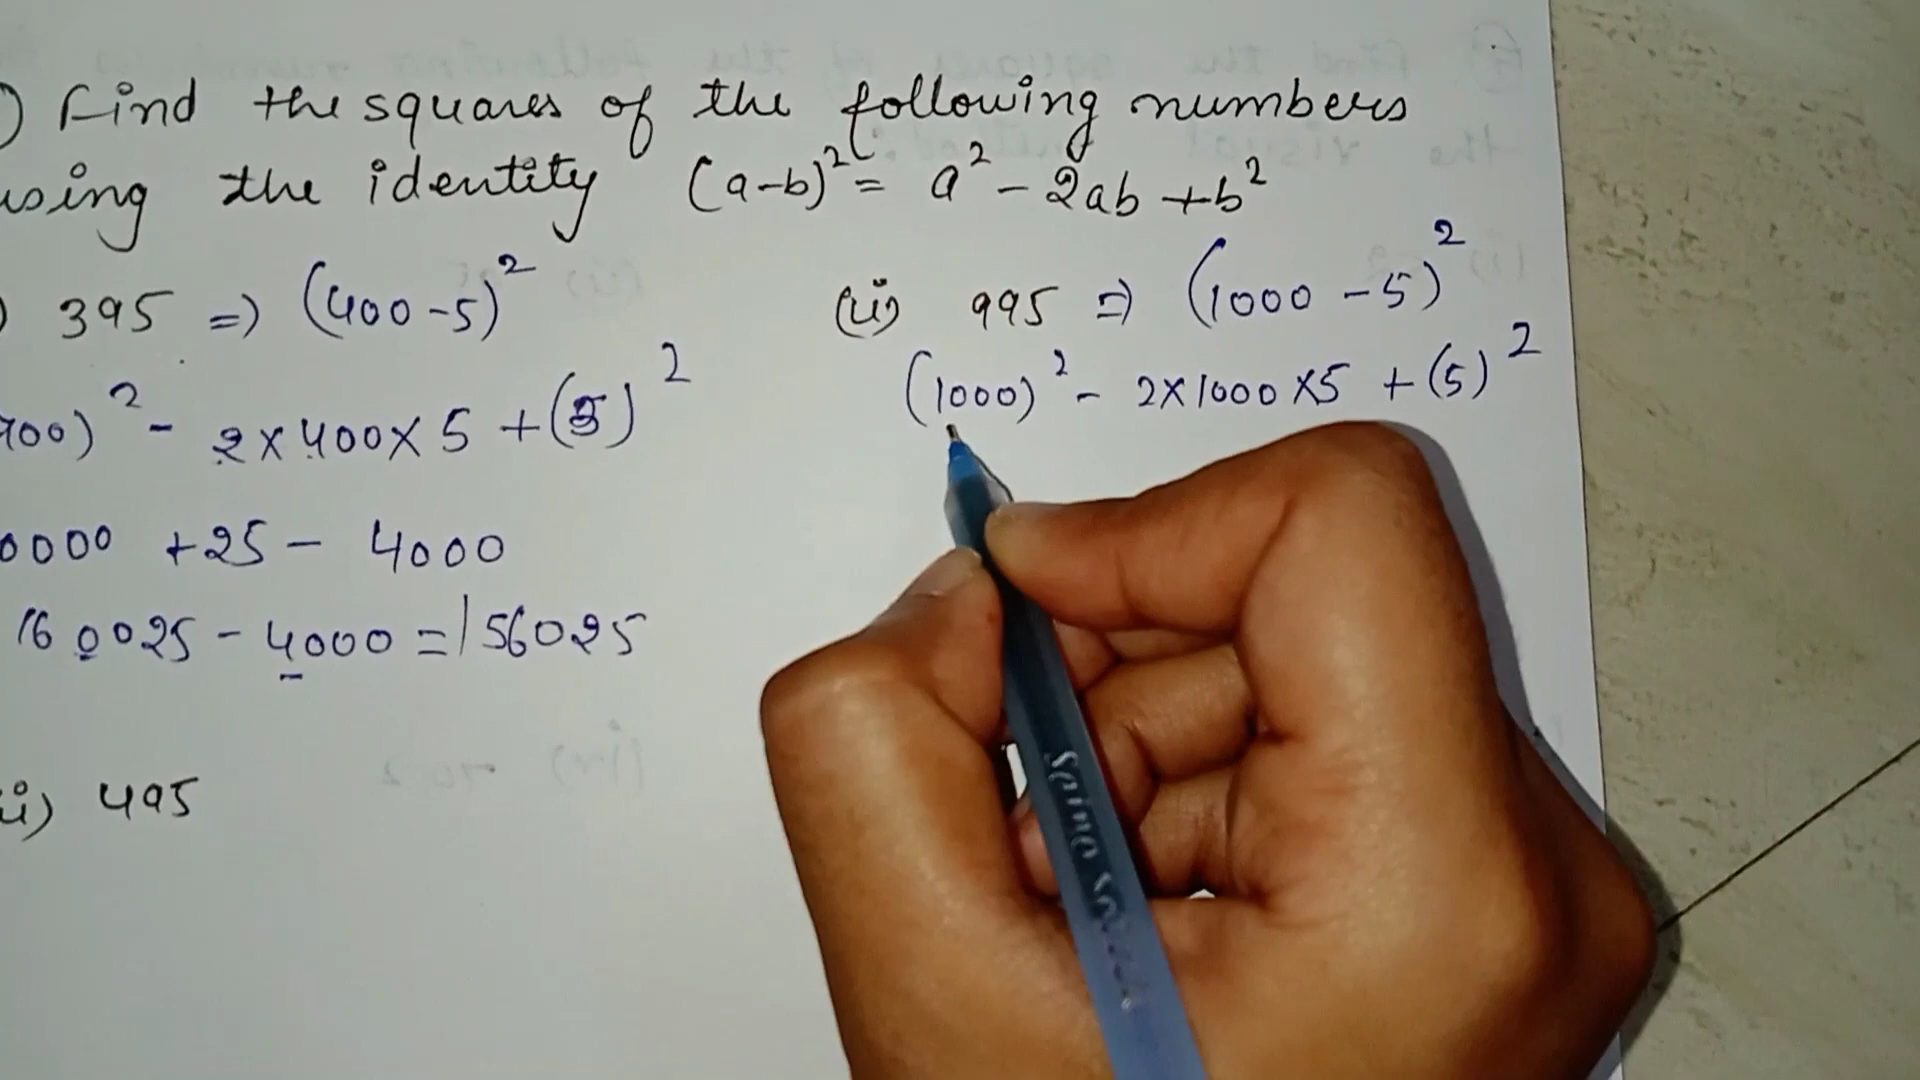 ) Find the squares of the following numbers
using the identity (a-b)² = a² - 2ab + b²
) 395 => (400-5)²
400)² - 2×400×5 + (5)²
0000 +25 - 4000
160025 - 4000 = 156025
ii) 495
(ii) 995 => (1000 - 5)²
(1000)² - 2×1000×5 + (5)²